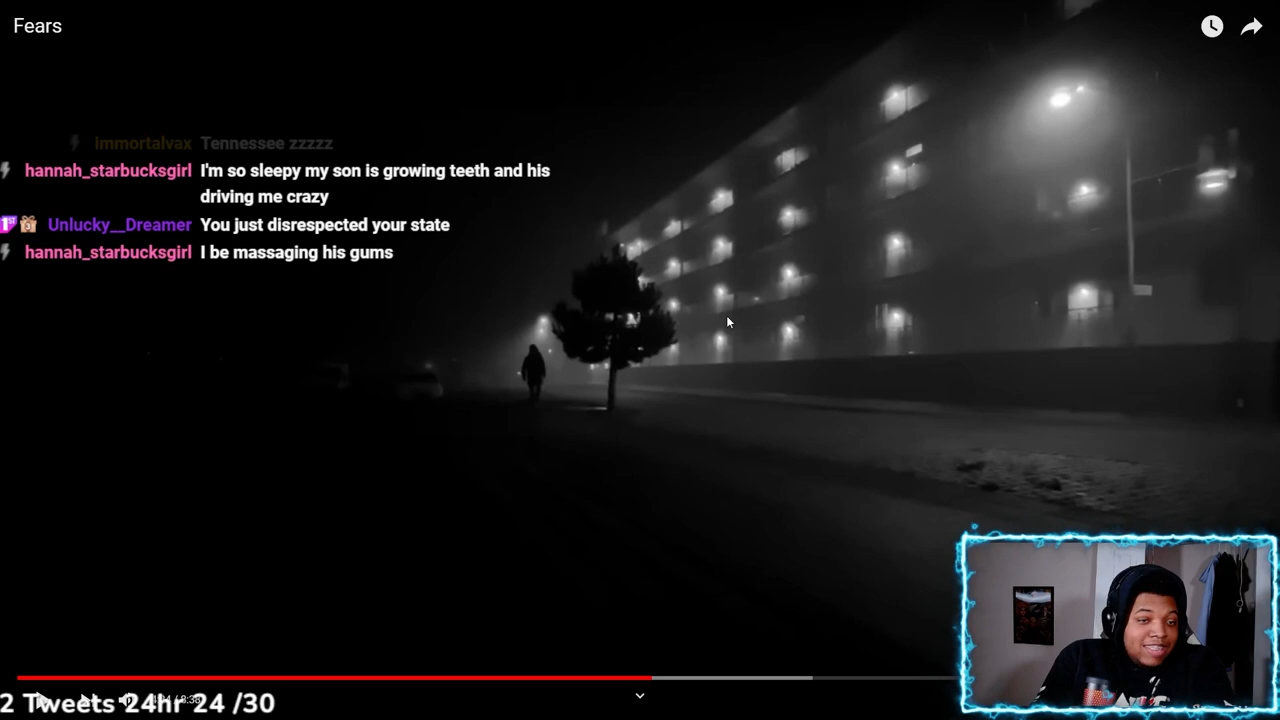 Fears
immortalvax Tennessee zzzzz
hannah_starbucksgirl I'm so sleepy my son is growing teeth and his
driving me crazy
Unlucky__Dreamer You just disrespected your state
hannah_starbucksgirl I be massaging his gums
2 Tweets 24hr 24 /30